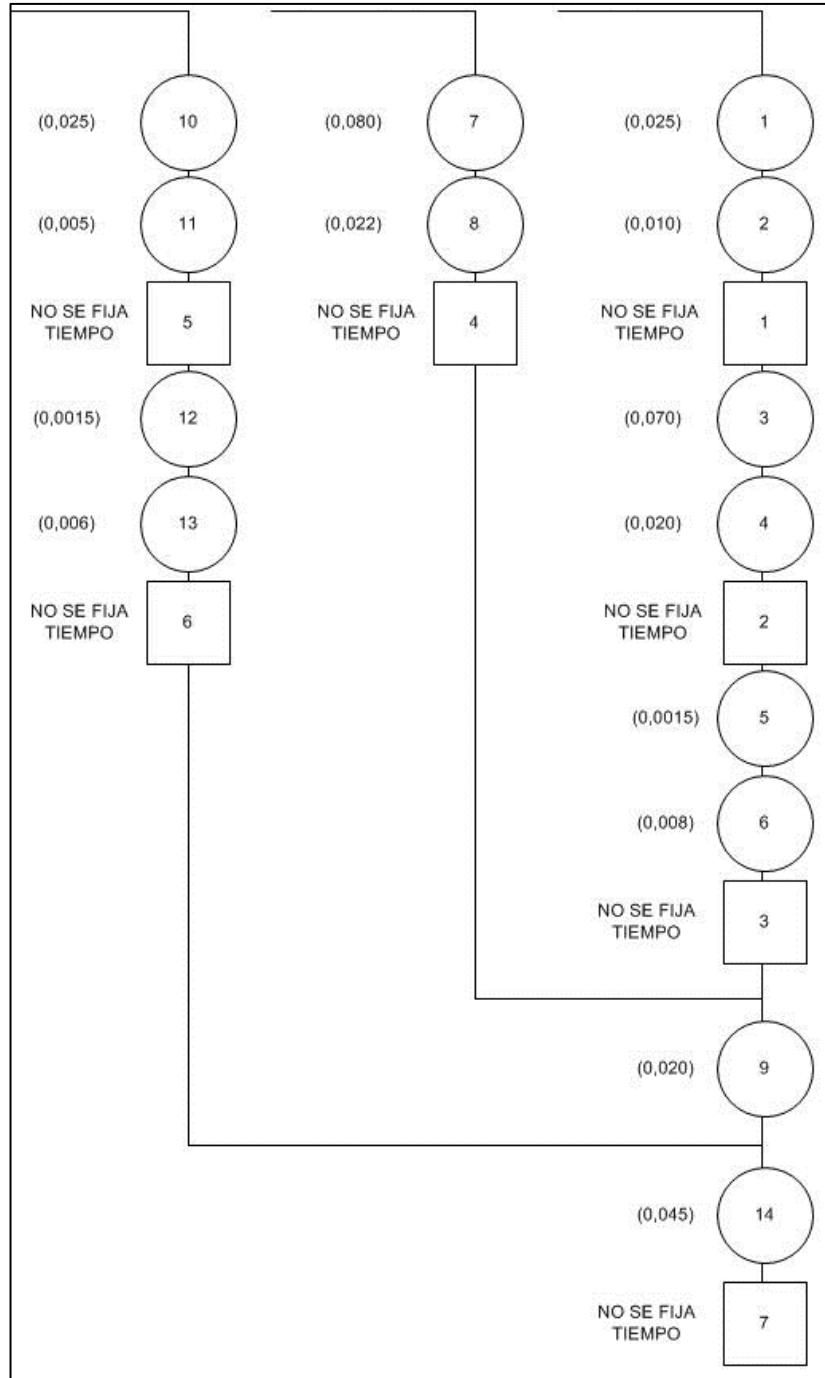 (0,025) 10 (0,080) 7 (0,025) 1
(0,005) 11 (0,022) 8 (0,010) 2
NO SE FIJA
TIEMPO
5
NO SE FIJA
TIEMPO
4
NO SE FIJA
TIEMPO
1
(0,0015) 12 (0,070) 3
(0,006) 13 (0,020) 4
NO SE FIJA
TIEMPO
6
NO SE FIJA
TIEMPO
2
(0,0015) 5
(0,008) 6
NO SE FIJA
TIEMPO
3
(0,020) 9
(0,045) 14
NO SE FIJA
TIEMPO
7